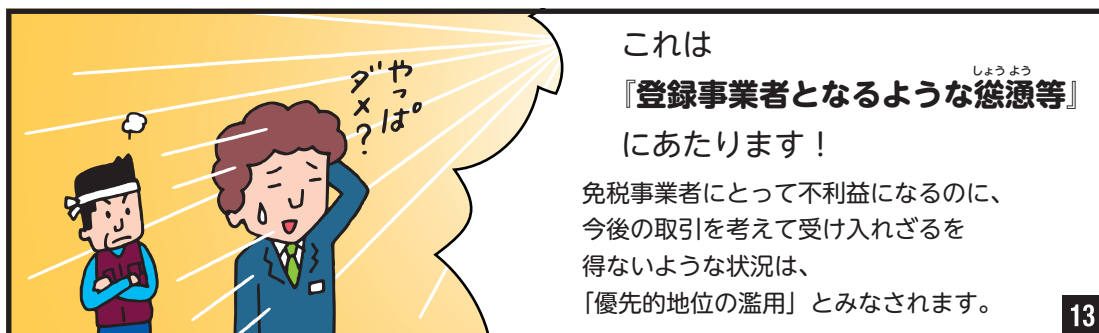 やっぱ
ダメ？
これは
『登録事業者となるような慫慂等』
しょうよう
にあたります！
免税事業者にとって不利益になるのに、
今後の取引を考えて受け入れざるを
得ないような状況は、
「優先的地位の濫用」とみなされます。
13